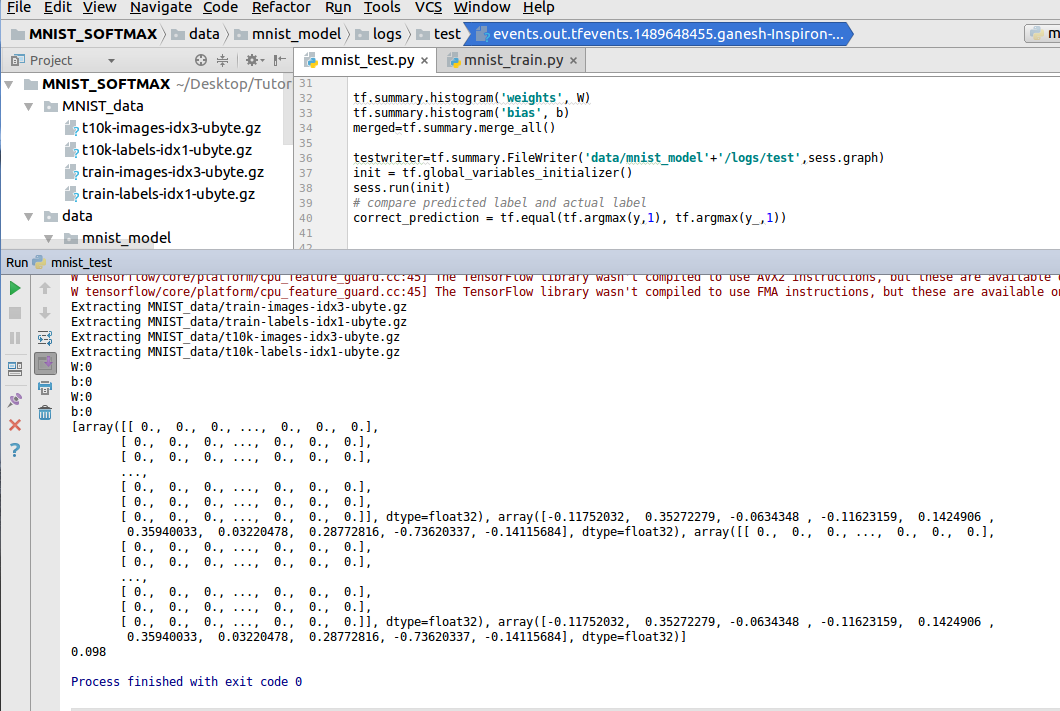 File Edit View Navigate Code Refactor Run Tools VCS Window Help
MNIST_SOFTMAX data mnist_model logs test events.out.tfevents.1489648455.ganesh-Inspiron-...
Project mnist_test.py × mnist_train.py ×
MNIST_SOFTMAX ~/Desktop/Tutor
MNIST_data
t10k-images-idx3-ubyte.gz
t10k-labels-idx1-ubyte.gz
train-images-idx3-ubyte.gz
train-labels-idx1-ubyte.gz
data
mnist_model
31
32 tf.summary.histogram('weights', W)
33 tf.summary.histogram('bias', b)
34 merged=tf.summary.merge_all()
35
36 testwriter=tf.summary.FileWriter('data/mnist_model'+'/logs/test',sess.graph)
37 init = tf.global_variables_initializer()
38 sess.run(init)
39 # compare predicted label and actual label
40 correct_prediction = tf.equal(tf.argmax(y,1), tf.argmax(y_,1))
41
42
Run mnist_test
W tensorflow/core/platform/cpu_feature_guard.cc:45] The TensorFlow library wasn't compiled to use AVX2 instructions, but these are available
W tensorflow/core/platform/cpu_feature_guard.cc:45] The TensorFlow library wasn't compiled to use FMA instructions, but these are available on
Extracting MNIST_data/train-images-idx3-ubyte.gz
Extracting MNIST_data/train-labels-idx1-ubyte.gz
Extracting MNIST_data/t10k-images-idx3-ubyte.gz
Extracting MNIST_data/t10k-labels-idx1-ubyte.gz
W:0
b:0
W:0
b:0
[array([[ 0., 0., 0., ..., 0., 0., 0.],
[ 0., 0., 0., ..., 0., 0., 0.],
[ 0., 0., 0., ..., 0., 0., 0.],
...,
[ 0., 0., 0., ..., 0., 0., 0.],
[ 0., 0., 0., ..., 0., 0., 0.],
[ 0., 0., 0., ..., 0., 0., 0.]], dtype=float32), array([-0.11752032, 0.35272279, -0.0634348 , -0.11623159, 0.1424906 ,
0.35940033, 0.03220478, 0.28772816, -0.73620337, -0.14115684], dtype=float32), array([[ 0., 0., 0., ..., 0., 0., 0.],
[ 0., 0., 0., ..., 0., 0., 0.],
[ 0., 0., 0., ..., 0., 0., 0.],
...,
[ 0., 0., 0., ..., 0., 0., 0.],
[ 0., 0., 0., ..., 0., 0., 0.],
[ 0., 0., 0., ..., 0., 0., 0.]], dtype=float32), array([-0.11752032, 0.35272279, -0.0634348 , -0.11623159, 0.1424906 ,
0.35940033, 0.03220478, 0.28772816, -0.73620337, -0.14115684], dtype=float32)]
0.098
Process finished with exit code 0